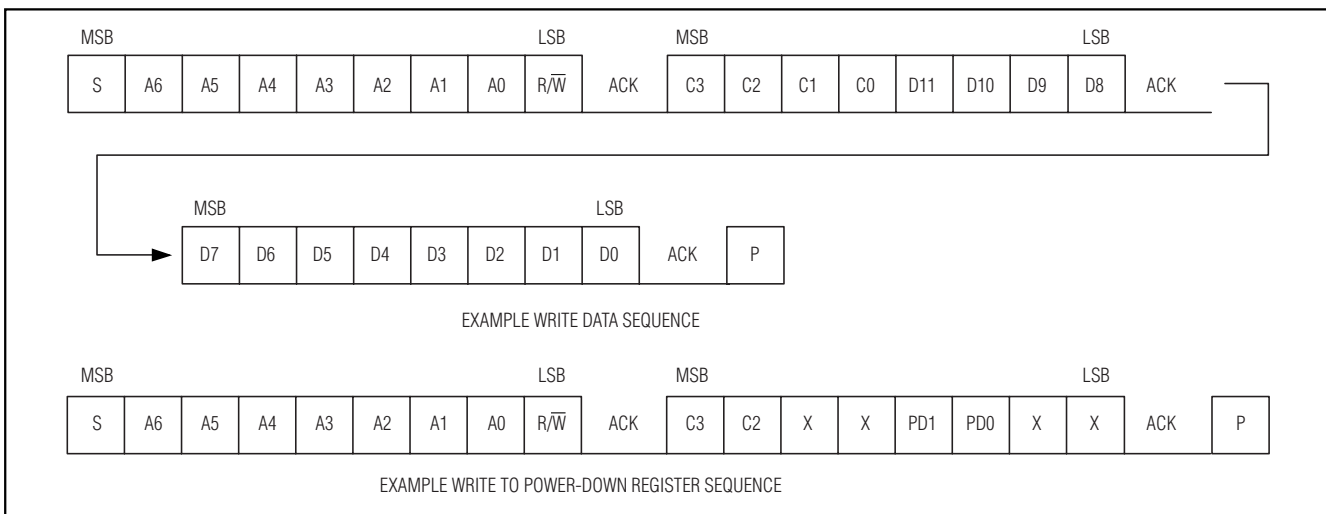 MSB LSB MSB LSB
S A6 A5 A4 A3 A2 A1 A0 R/W̅ ACK C3 C2 C1 C0 D11 D10 D9 D8 ACK
MSB LSB
D7 D6 D5 D4 D3 D2 D1 D0 ACK P
EXAMPLE WRITE DATA SEQUENCE
MSB LSB MSB LSB
S A6 A5 A4 A3 A2 A1 A0 R/W̅ ACK C3 C2 X X PD1 PD0 X X ACK P
EXAMPLE WRITE TO POWER-DOWN REGISTER SEQUENCE